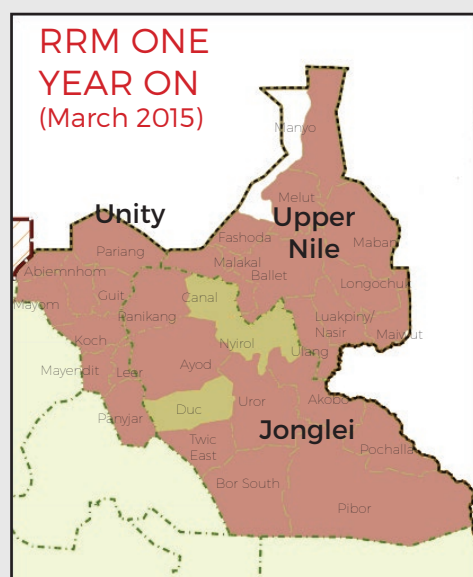 RRM ONE
YEAR ON
(March 2015)
Manyo
Melut
Unity
Upper
Nile
Fashoda
Maban
Pariang
Malakal
Abiemnhom
Ballet
Longochuk
Guit
Canal
Mayom
Panikang
Luakpiny/
Nasir
Maiwut
Koch
Nyirol
Ulang
Mayendit
Leer
Ayod
Akobo
Duc
Uror
Panyjar
Jonglei
Twic
East
Pochalla
Bor South
Pibor